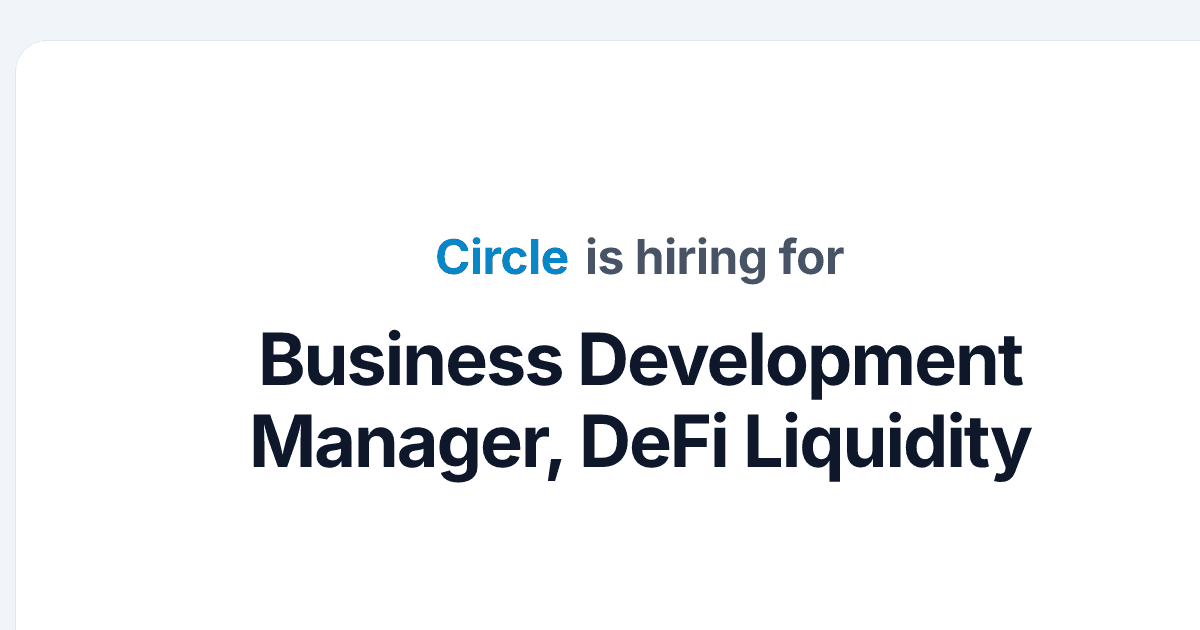 Circle is hiring for
Business Development
Manager, DeFi Liquidity